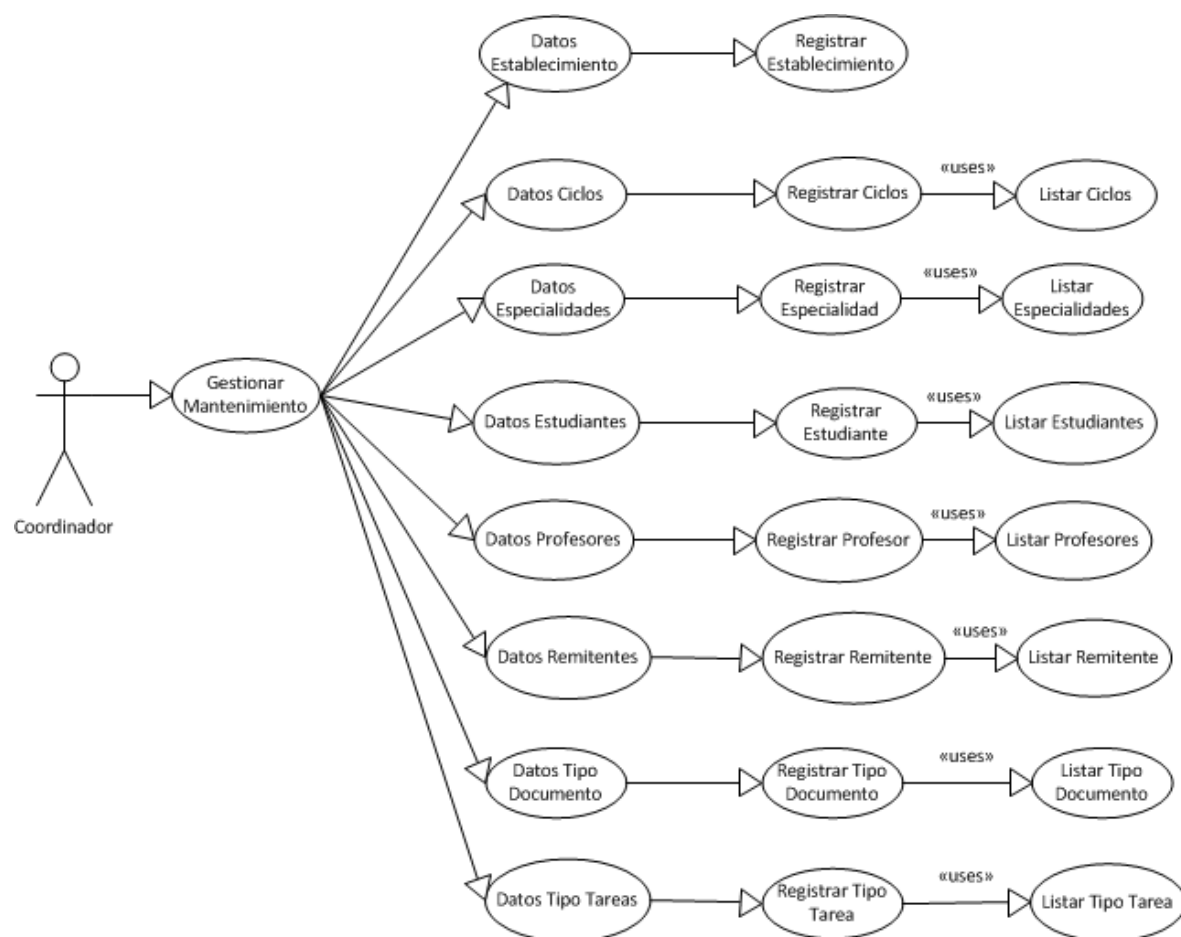 Datos
Establecimiento
Registrar
Establecimiento
Datos Ciclos
Registrar Ciclos
«uses»
Listar Ciclos
Datos
Especialidades
Registrar
Especialidad
«uses»
Listar
Especialidades
Gestionar
Mantenimiento
Coordinador
Datos Estudiantes
Registrar
Estudiante
«uses»
Listar Estudiantes
Datos Profesores
Registrar Profesor
«uses»
Listar Profesores
Datos Remitentes
Registrar Remitente
«uses»
Listar Remitente
Datos Tipo
Documento
Registrar Tipo
Documento
«uses»
Listar Tipo
Documento
Datos Tipo Tareas
Registrar Tipo
Tarea
«uses»
Listar Tipo Tarea